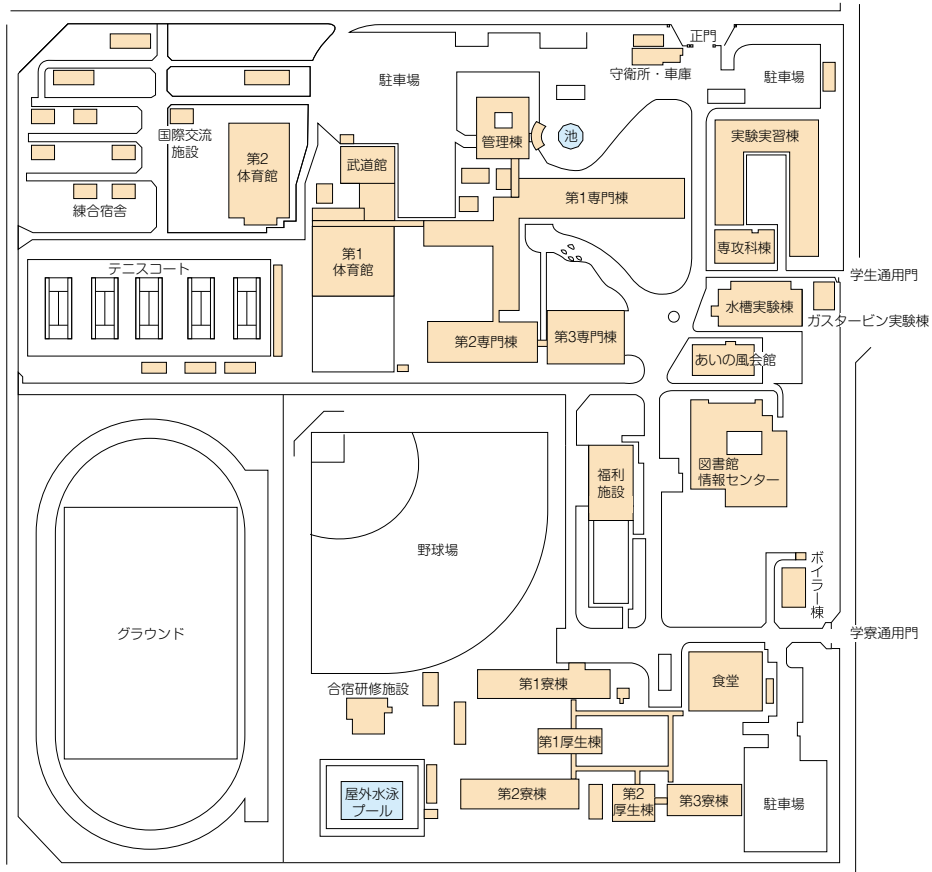 正門
守衛所・車庫
駐車場
駐車場
国際交流
施設
第2
体育館
武道館
管理棟
池
実験実習棟
練合宿舎
第1専門棟
第1
体育館
専攻科棟
テニスコート
学生通用門
水槽実験棟
ガスタービン実験棟
第2専門棟
第3専門棟
あいの風会館
図書館
情報センター
福利
施設
野球場
ボイラー棟
グラウンド
学寮通用門
合宿研修施設
第1寮棟
食堂
第1厚生棟
屋外水泳
プール
第2寮棟
第2
厚生棟
第3寮棟
駐車場